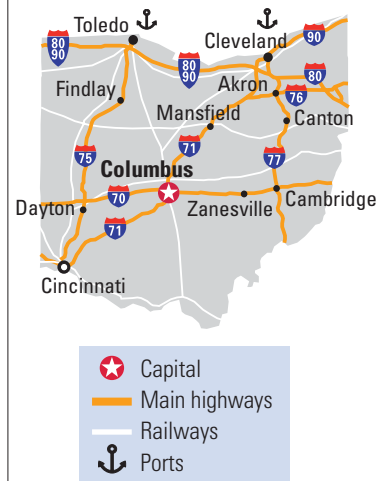 Toledo
90
Cleveland
80
90
80
90
80
Findlay
Akron
76
Mansfield
Canton
75
71
77
Columbus
70
Cambridge
Dayton
Zanesville
71
Cincinnati
Capital
Main highways
Railways
Ports